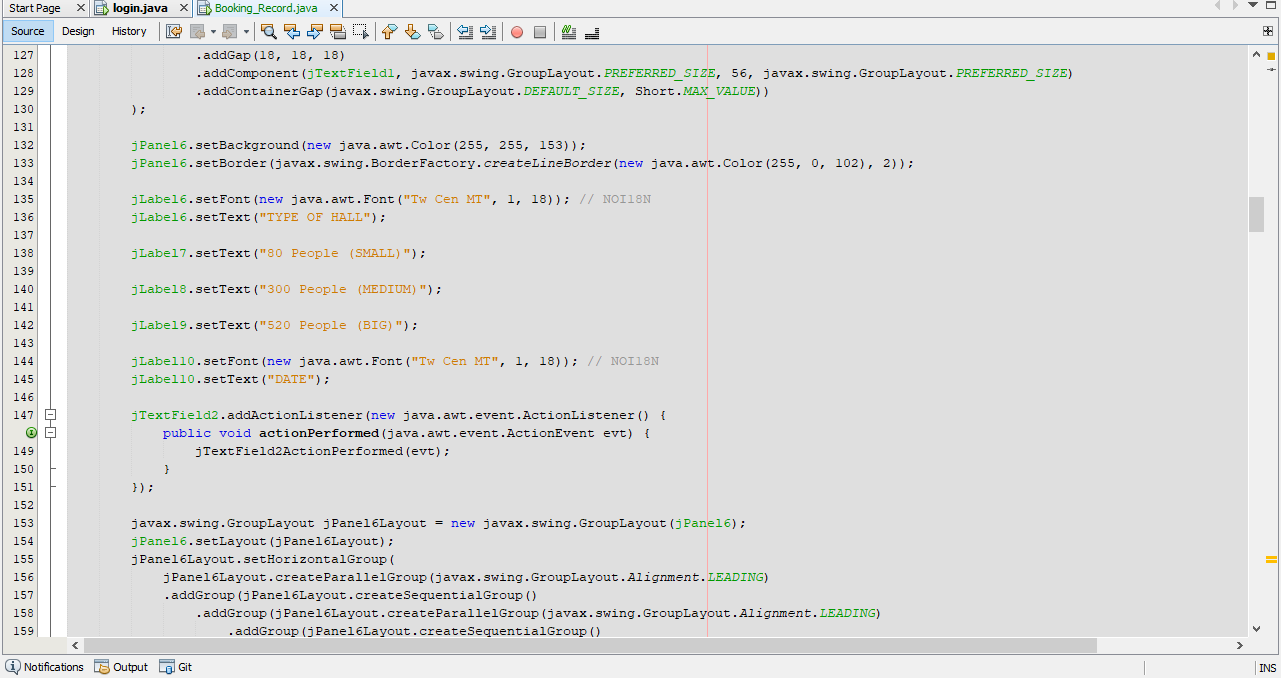 Start Page login.java Booking_Record.java
Source Design History
127 .addGap(18, 18, 18)
128 .addComponent(jTextField1, javax.swing.GroupLayout.PREFERRED_SIZE, 56, javax.swing.GroupLayout.PREFERRED_SIZE)
129 .addContainerGap(javax.swing.GroupLayout.DEFAULT_SIZE, Short.MAX_VALUE))
130 );
131
132 jPanel6.setBackground(new java.awt.Color(255, 255, 153));
133 jPanel6.setBorder(javax.swing.BorderFactory.createLineBorder(new java.awt.Color(255, 0, 102), 2));
134
135 jLabel6.setFont(new java.awt.Font("Tw Cen MT", 1, 18)); // NOI18N
136 jLabel6.setText("TYPE OF HALL");
137
138 jLabel7.setText("80 People (SMALL)");
139
140 jLabel8.setText("300 People (MEDIUM)");
141
142 jLabel9.setText("520 People (BIG)");
143
144 jLabel10.setFont(new java.awt.Font("Tw Cen MT", 1, 18)); // NOI18N
145 jLabel10.setText("DATE");
146
147 jTextField2.addActionListener(new java.awt.event.ActionListener() {
public void actionPerformed(java.awt.event.ActionEvent evt) {
149 jTextField2ActionPerformed(evt);
150 }
151 });
152
153 javax.swing.GroupLayout jPanel6Layout = new javax.swing.GroupLayout(jPanel6);
154 jPanel6.setLayout(jPanel6Layout);
155 jPanel6Layout.setHorizontalGroup(
156 jPanel6Layout.createParallelGroup(javax.swing.GroupLayout.Alignment.LEADING)
157 .addGroup(jPanel6Layout.createSequentialGroup()
158 .addGroup(jPanel6Layout.createParallelGroup(javax.swing.GroupLayout.Alignment.LEADING)
159 .addGroup(jPanel6Layout.createSequentialGroup()
Notifications Output Git INS